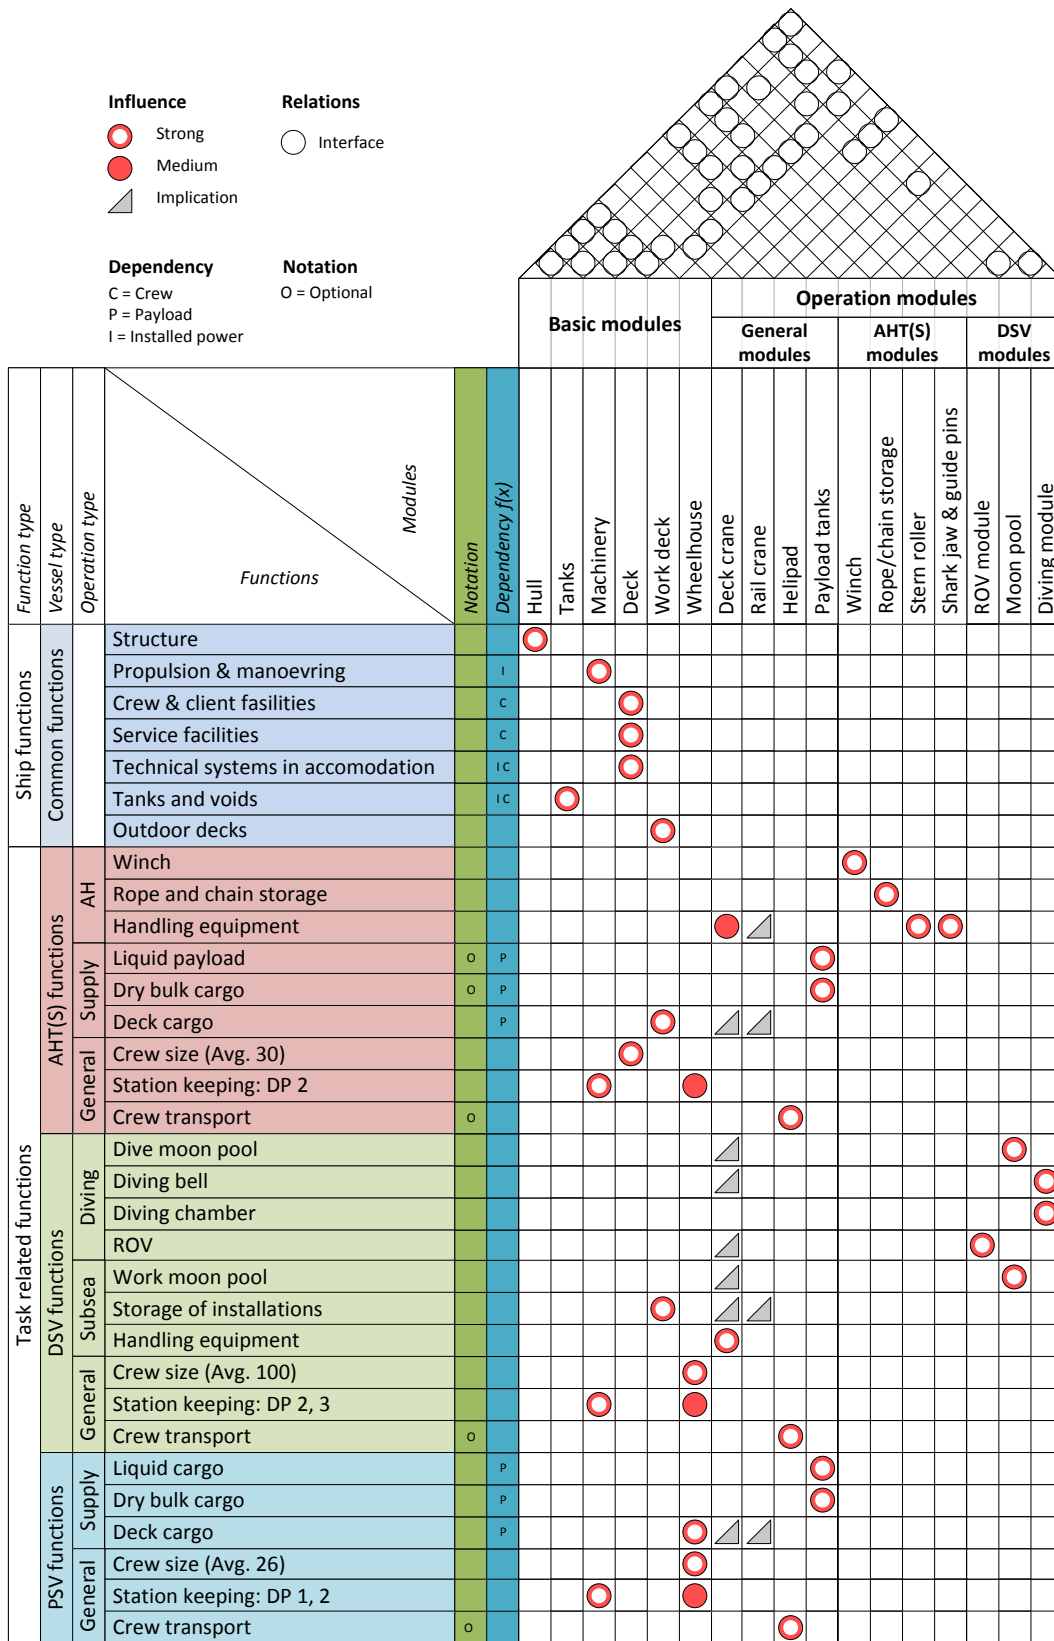 Influence
Relations
Strong
Interface
Medium
Implication
Dependency
Notation
C = Crew
O = Optional
P = Payload
I = Installed power
Basic modules
Operation modules
General modules
AHT(S) modules
DSV modules
Function type
Vessel type
Operation type
Functions
Modules
Notation
Dependency f(x)
Hull
Tanks
Machinery
Deck
Work deck
Wheelhouse
Deck crane
Rail crane
Helipad
Payload tanks
Winch
Rope/chain storage
Stern roller
Shark jaw & guide pins
ROV module
Moon pool
Diving module
Ship functions
Common functions
Structure
Propulsion & manoevring I
Crew & client fasilities C
Service facilities C
Technical systems in accomodation I C
Tanks and voids I C
Outdoor decks
Task related functions
AHT(S) functions
AH
Winch
Rope and chain storage
Handling equipment
Supply
Liquid payload O P
Dry bulk cargo O P
Deck cargo P
General
Crew size (Avg. 30)
Station keeping: DP 2
Crew transport O
DSV functions
Diving
Dive moon pool
Diving bell
Diving chamber
ROV
Subsea
Work moon pool
Storage of installations
Handling equipment
General
Crew size (Avg. 100)
Station keeping: DP 2, 3
Crew transport O
PSV functions
Supply
Liquid cargo P
Dry bulk cargo P
Deck cargo P
General
Crew size (Avg. 26)
Station keeping: DP 1, 2
Crew transport O